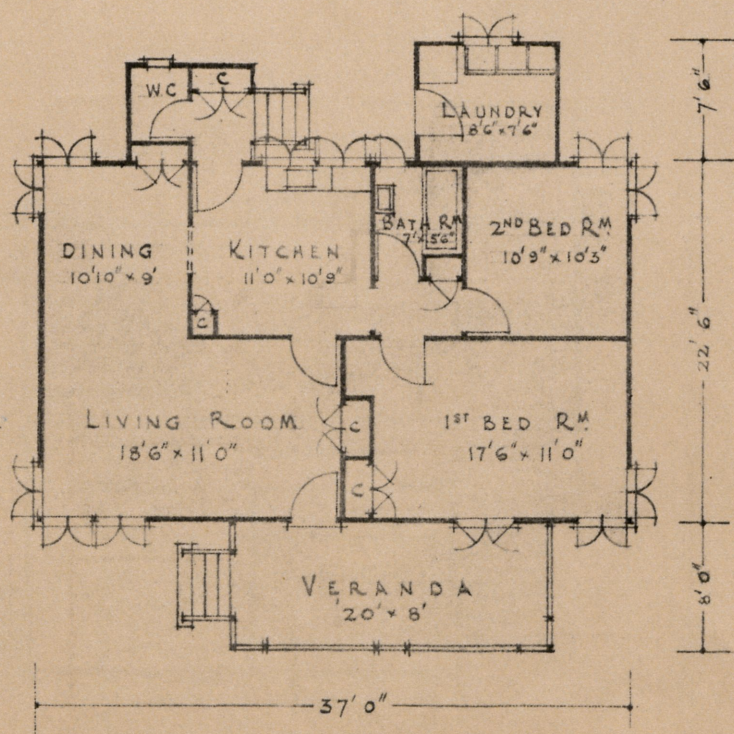 W.C
C
LAUNDRY
8'6" x 7'6"
7' 6"
DINING
10'10" x 9'
KITCHEN
11'0" x 10'9"
BATH RM
7' x 5'6"
2ND BED RM.
10'9" x 10'3"
C
22' 6"
LIVING ROOM
18'6" x 11'0"
C
1ST BED RM.
17'6" x 11'0"
C
VERANDA
20' x 8'
8' 0"
37' 0"